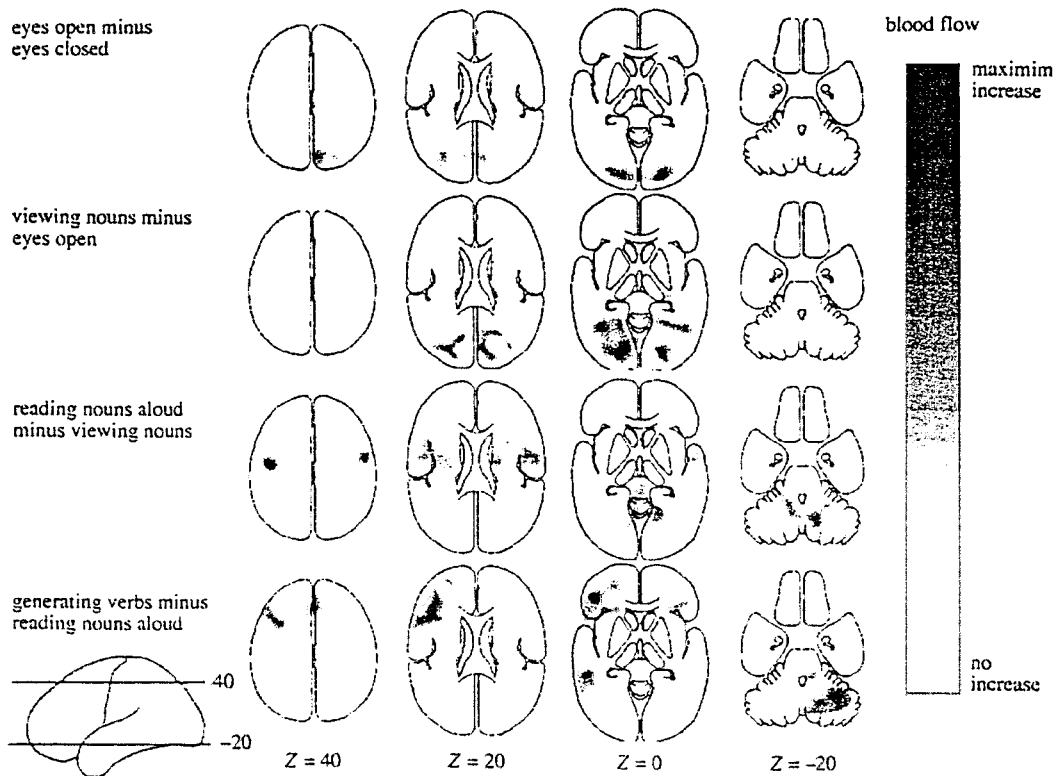 eyes open minus
eyes closed
blood flow
maximim
increase
viewing nouns minus
eyes open
reading nouns aloud
minus viewing nouns
generating verbs minus
reading nouns aloud
no
increase
40
−20
Z = 40
Z = 20
Z = 0
Z = −20